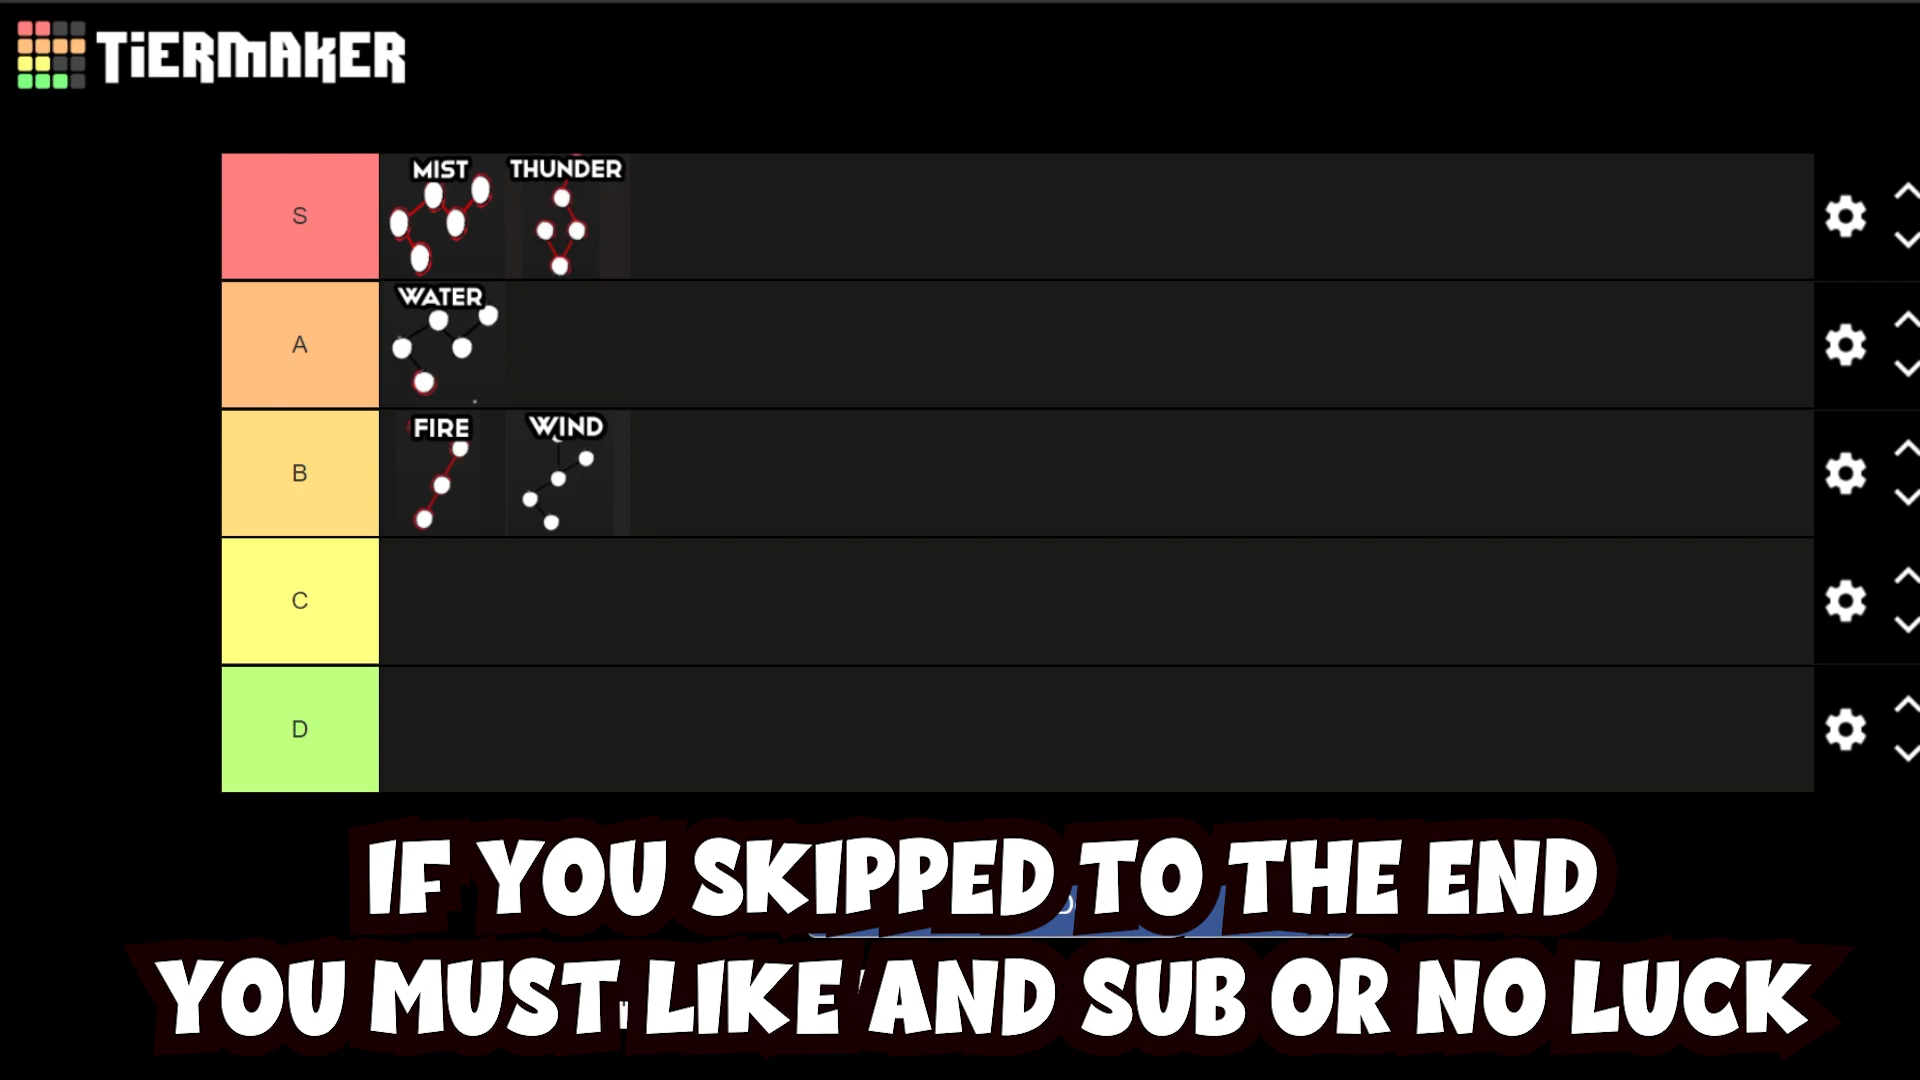 TiERMAKER
S
MIST
THUNDER
A
WATER
B
FIRE
WIND
C
D
IF YOU SKIPPED TO THE END
YOU MUST LIKE AND SUB OR NO LUCK